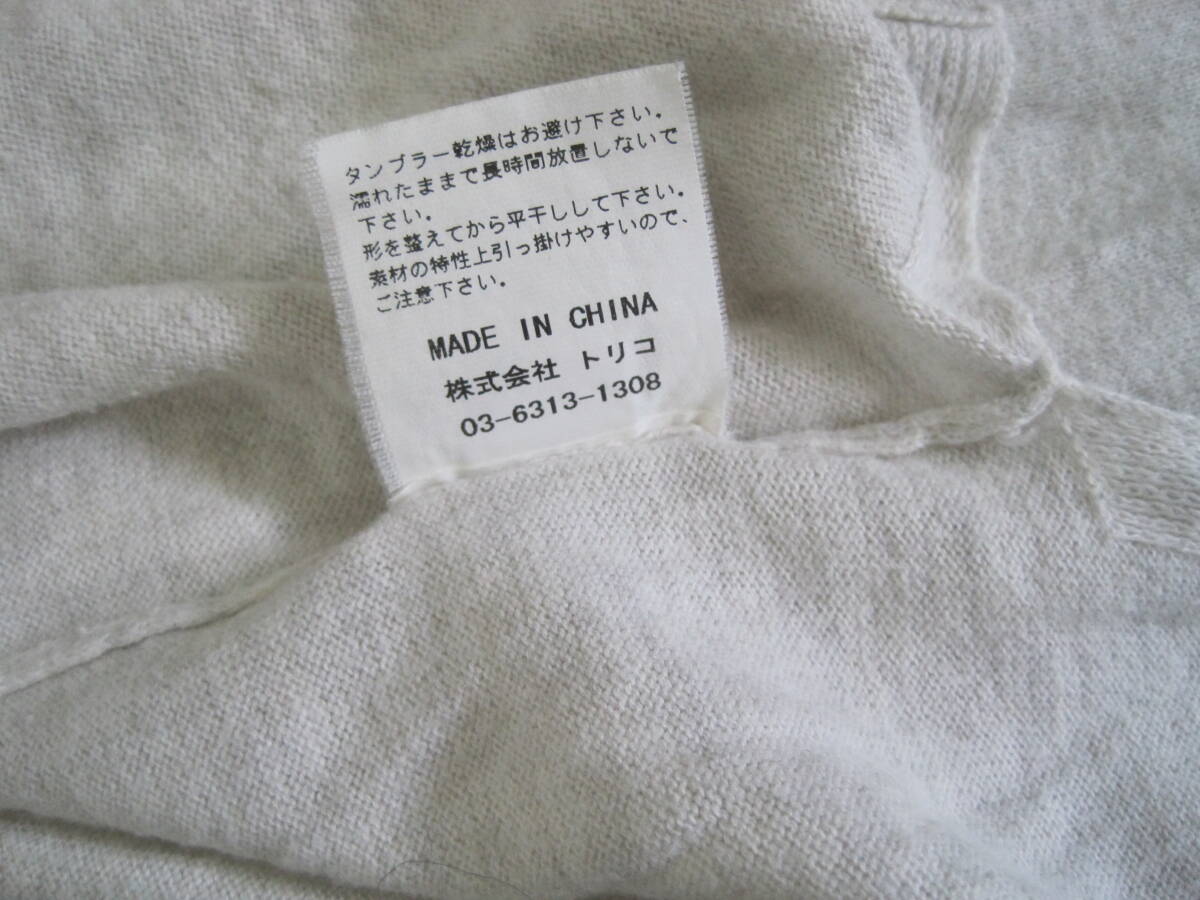 タンブラー乾燥はお避け下さい。
濡れたままで長時間放置しないで
下さい。
形を整えてから平干しして下さい。
素材の特性上引っ掛けやすいので、
ご注意下さい。
MADE IN CHINA
株式会社 トリコ
03-6313-1308